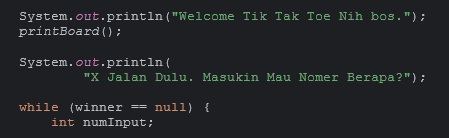 System.out.println("Welcome Tik Tak Toe Nih bos.");
printBoard();
System.out.println(
"X Jalan Dulu. Masukin Mau Nomer Berapa?");
while (winner == null) {
int numInput;